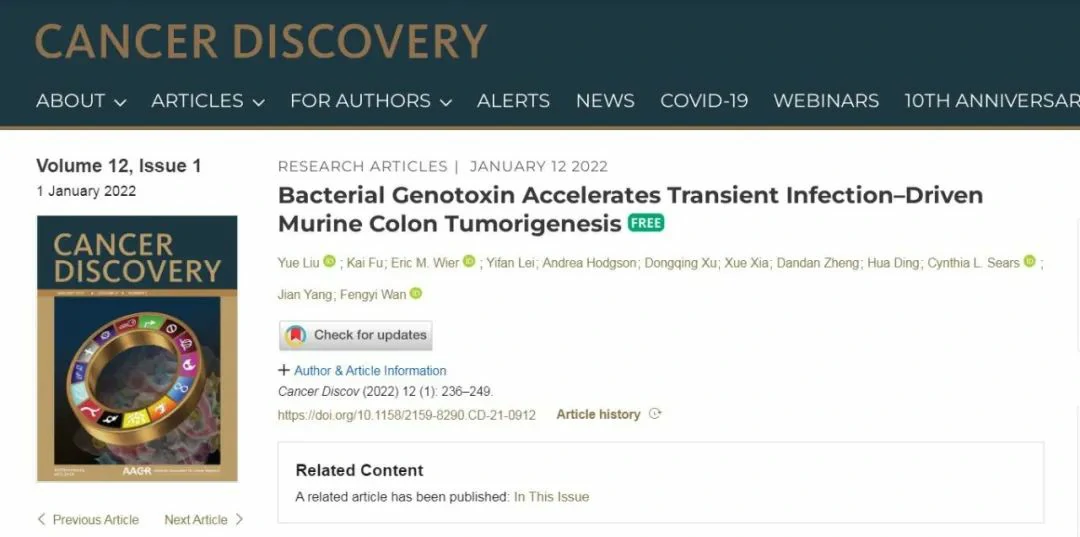 CANCER DISCOVERY
ABOUT ARTICLES FOR AUTHORS ALERTS NEWS COVID-19 WEBINARS 10TH ANNIVERSAR
Volume 12, Issue 1
1 January 2022
CANCER
DISCOVERY
AACR
Previous Article Next Article
RESEARCH ARTICLES | JANUARY 12 2022
Bacterial Genotoxin Accelerates Transient Infection–Driven
Murine Colon Tumorigenesis FREE
Yue Liu iD ; Kai Fu; Eric M. Wier iD ; Yifan Lei; Andrea Hodgson; Dongqing Xu; Xue Xia; Dandan Zheng; Hua Ding; Cynthia L. Sears iD ;
Jian Yang; Fengyi Wan iD
Check for updates
+ Author & Article Information
Cancer Discov (2022) 12 (1): 236–249.
https://doi.org/10.1158/2159-8290.CD-21-0912 Article history
Related Content
A related article has been published: In This Issue